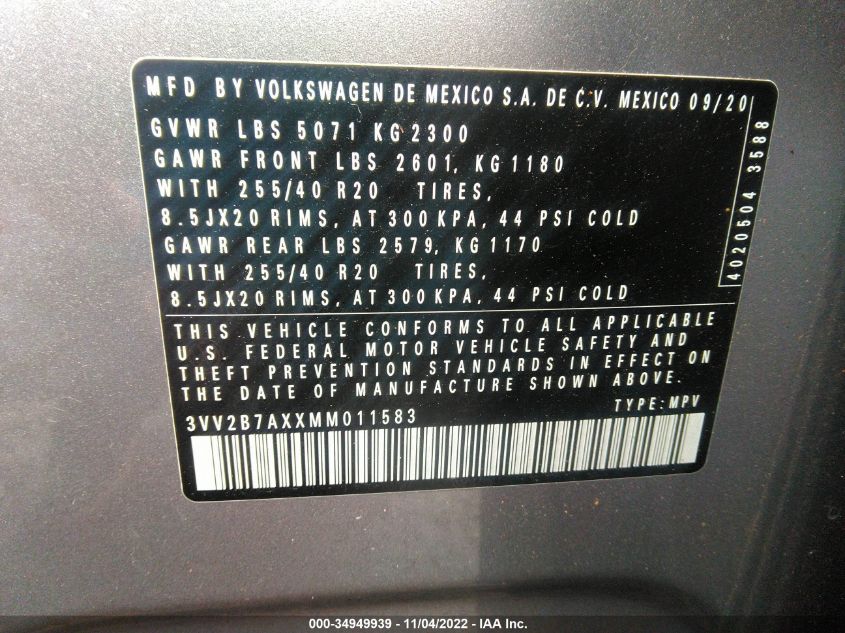 MFD BY VOLKSWAGEN DE MEXICO S.A. DE C.V. MEXICO 09/20
GVWR LBS 5071 KG 2300
GAWR FRONT LBS 2601, KG 1180
WITH 255/40 R20 TIRES,
8.5JX20 RIMS, AT 300 KPA, 44 PSI COLD
GAWR REAR LBS 2579, KG 1170
WITH 255/40 R20 TIRES,
8.5JX20 RIMS, AT 300 KPA, 44 PSI COLD
4020504 3588
THIS VEHICLE CONFORMS TO ALL APPLICABLE
U.S. FEDERAL MOTOR VEHICLE SAFETY AND
THEFT PREVENTION STANDARDS IN EFFECT ON
THE DATE OF MANUFACTURE SHOWN ABOVE.
3VV2B7AXXMM011583 TYPE: MPV
000-34949939 - 11/04/2022 - IAA Inc.